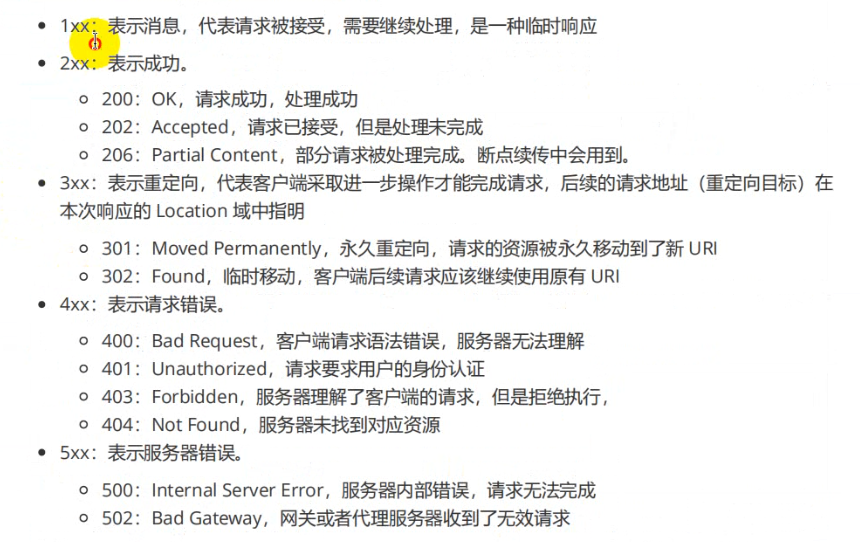 1xx：表示消息，代表请求被接受，需要继续处理，是一种临时响应
2xx：表示成功。
200：OK，请求成功，处理成功
202：Accepted，请求已接受，但是处理未完成
206：Partial Content，部分请求被处理完成。断点续传中会用到。
3xx：表示重定向，代表客户端采取进一步操作才能完成请求，后续的请求地址（重定向目标）在
本次响应的 Location 域中指明
301：Moved Permanently，永久重定向，请求的资源被永久移动到了新 URI
302：Found，临时移动，客户端后续请求应该继续使用原有 URI
4xx：表示请求错误。
400：Bad Request，客户端请求语法错误，服务器无法理解
401：Unauthorized，请求要求用户的身份认证
403：Forbidden，服务器理解了客户端的请求，但是拒绝执行，
404：Not Found，服务器未找到对应资源
5xx：表示服务器错误。
500：Internal Server Error，服务器内部错误，请求无法完成
502：Bad Gateway，网关或者代理服务器收到了无效请求